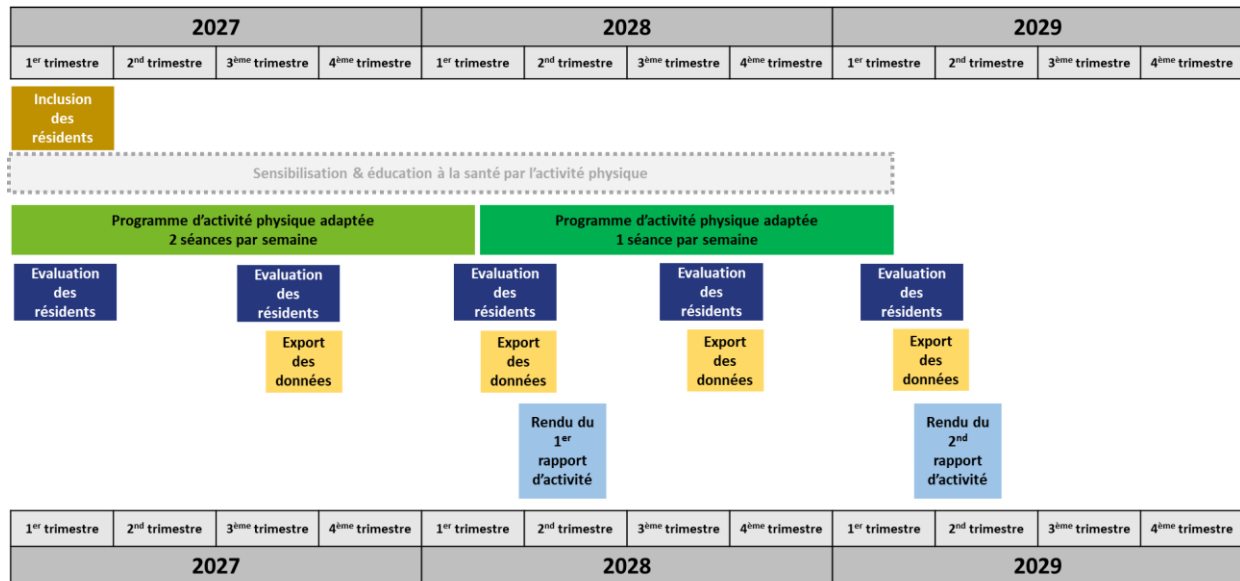 2027 2028 2029
1er trimestre 2nd trimestre 3ème trimestre 4ème trimestre 1er trimestre 2nd trimestre 3ème trimestre 4ème trimestre 1er trimestre 2nd trimestre 3ème trimestre 4ème trimestre
Inclusion
des
résidents
Sensibilisation & éducation à la santé par l’activité physique
Programme d’activité physique adaptée
2 séances par semaine
Programme d’activité physique adaptée
1 séance par semaine
Evaluation
des
résidents
Evaluation
des
résidents
Evaluation
des
résidents
Evaluation
des
résidents
Evaluation
des
résidents
Export
des
données
Export
des
données
Export
des
données
Export
des
données
Rendu du
1er
rapport
d’activité
Rendu du
2nd
rapport
d’activité
1er trimestre 2nd trimestre 3ème trimestre 4ème trimestre 1er trimestre 2nd trimestre 3ème trimestre 4ème trimestre 1er trimestre 2nd trimestre 3ème trimestre 4ème trimestre
2027 2028 2029